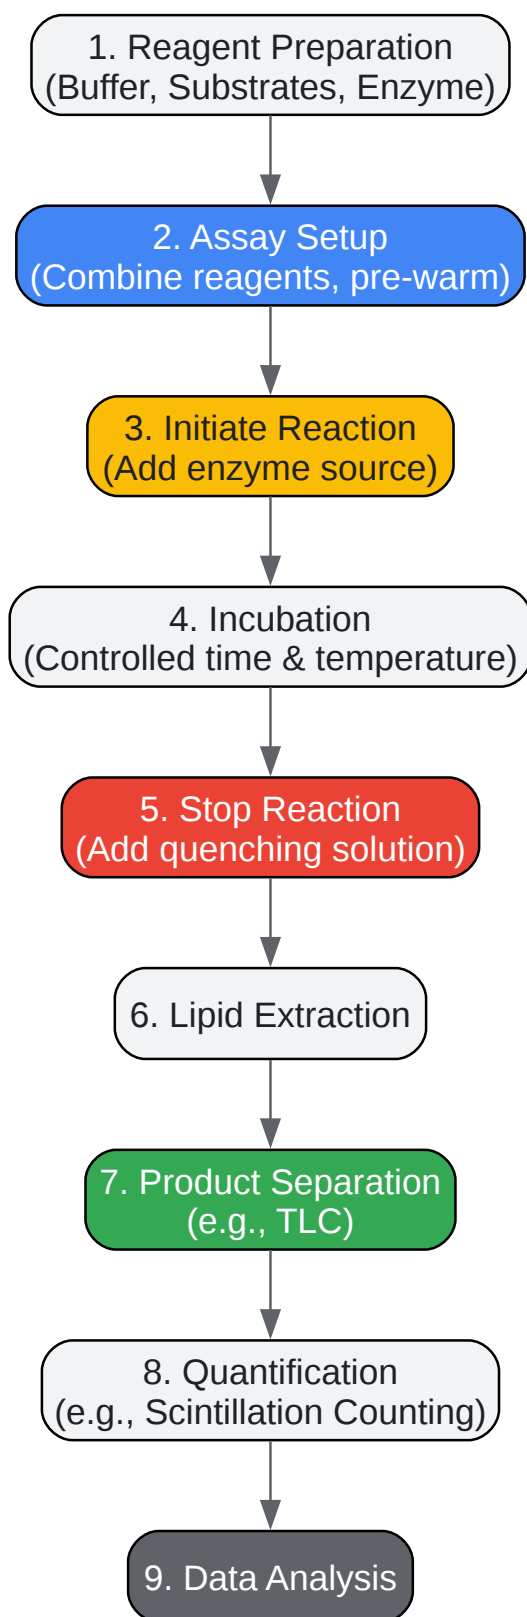 1. Reagent Preparation
(Buffer, Substrates, Enzyme)
2. Assay Setup
(Combine reagents, pre-warm)
3. Initiate Reaction
(Add enzyme source)
4. Incubation
(Controlled time & temperature)
5. Stop Reaction
(Add quenching solution)
6. Lipid Extraction
7. Product Separation
(e.g., TLC)
8. Quantification
(e.g., Scintillation Counting)
9. Data Analysis